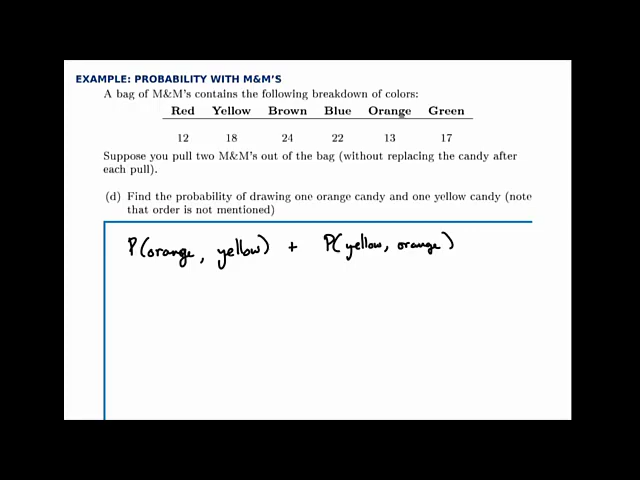 EXAMPLE: PROBABILITY WITH M&M'S
A bag of M&M's contains the following breakdown of colors:
Red Yellow Brown Blue Orange Green
12 18 24 22 13 17
Suppose you pull two M&M's out of the bag (without replacing the candy after
each pull).
(d) Find the probability of drawing one orange candy and one yellow candy (note
that order is not mentioned)
P(orange, yellow) + P(yellow, orange)